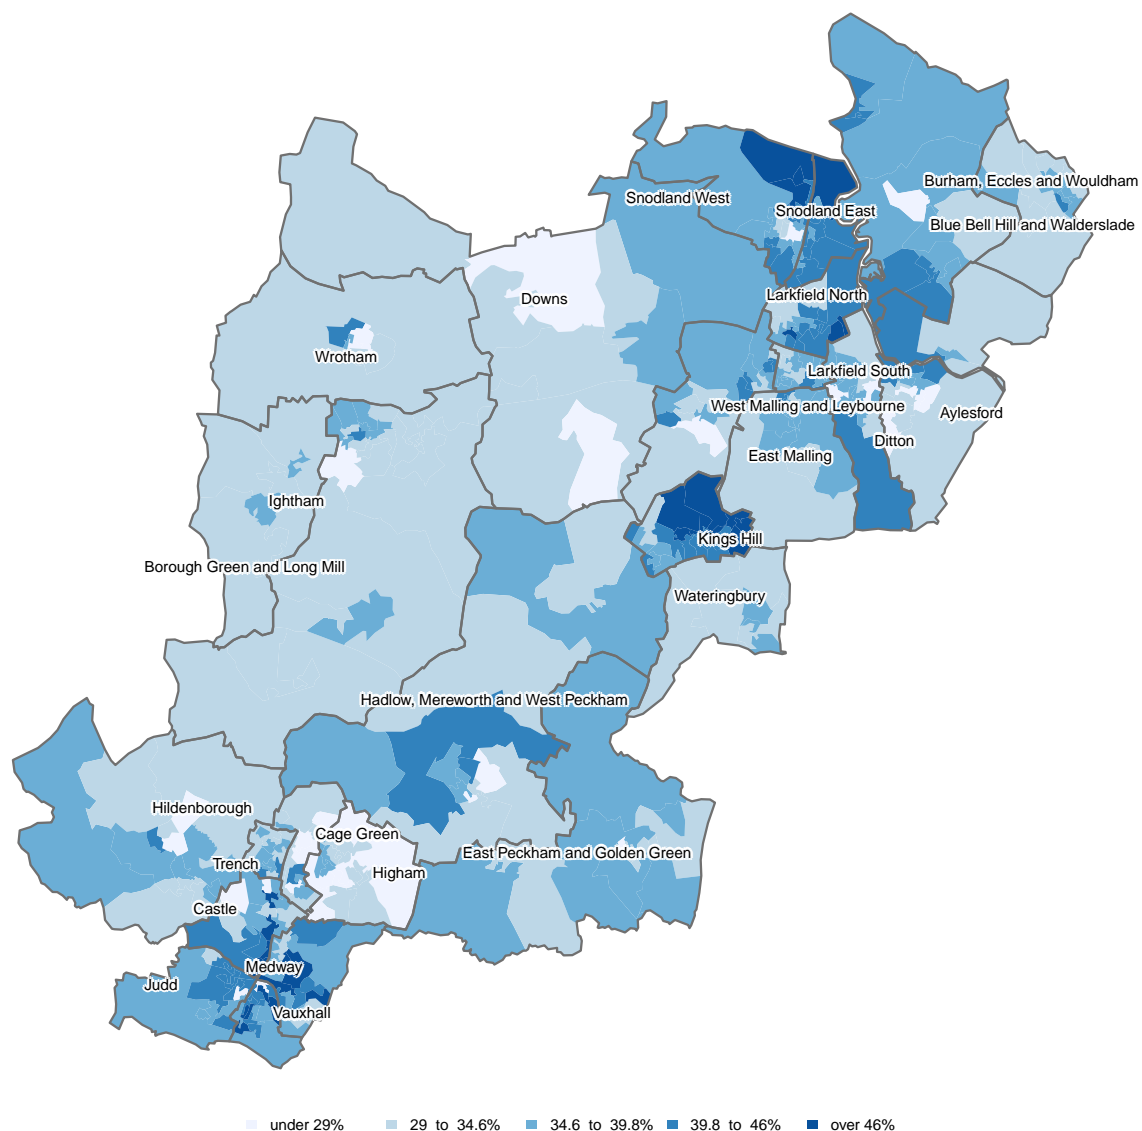 Burham, Eccles and Wouldham
Snodland West
Snodland East
Blue Bell Hill and Walderslade
Downs
Larkfield North
Wrotham
Larkfield South
West Malling and Leybourne
Aylesford
Ditton
East Malling
Ightham
Kings Hill
Borough Green and Long Mill
Wateringbury
Hadlow, Mereworth and West Peckham
Hildenborough
Cage Green
East Peckham and Golden Green
Trench
Higham
Castle
Medway
Judd
Vauxhall
under 29% 29 to 34.6% 34.6 to 39.8% 39.8 to 46% over 46%